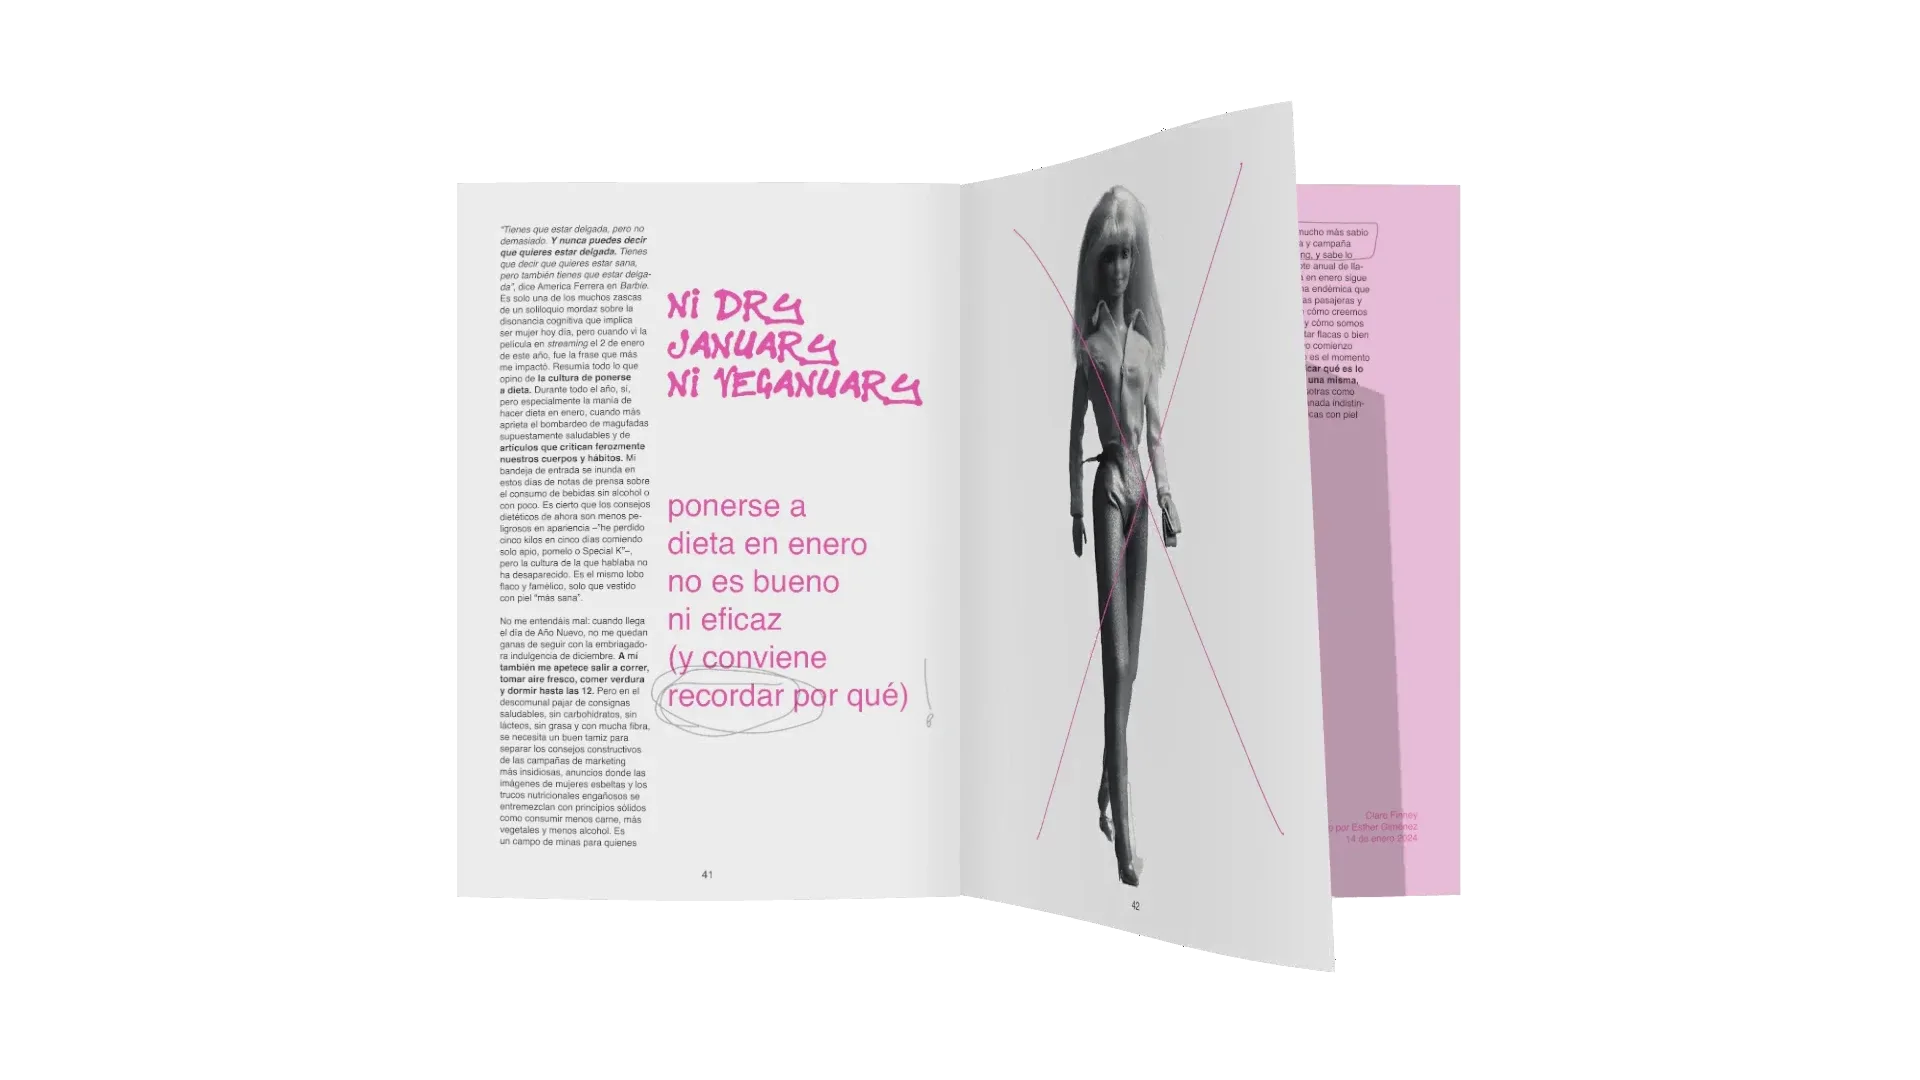 "Tienes que estar delgada, pero no
demasiado. Y nunca puedes decir
que quieres estar delgada. Tienes
que decir que quieres estar sana,
pero también tienes que estar delga-
da", dice America Ferrera en Barbie.
Es solo una de los muchos zascas
de un soliloquio mordaz sobre la
disonancia cognitiva que implica
ser mujer hoy día, pero cuando vi la
película en streaming el 2 de enero
de este año, fue la frase que más
me impactó. Resumía todo lo que
opino de la cultura de ponerse
a dieta. Durante todo el año, sí,
pero especialmente la manía de
hacer dieta en enero, cuando más
aprieta el bombardeo de magufadas
supuestamente saludables y de
artículos que critican ferozmente
nuestros cuerpos y hábitos. Mi
bandeja de entrada se inunda en
estos días de notas de prensa sobre
el consumo de bebidas sin alcohol o
con poco. Es cierto que los consejos
dietéticos de ahora son menos pe-
ligrosos en apariencia –"he perdido
cinco kilos en cinco días comiendo
solo apio, pomelo o Special K"–,
pero la cultura de la que hablaba no
ha desaparecido. Es el mismo lobo
flaco y famélico, solo que vestido
con piel "más sana".
No me entendáis mal: cuando llega
el día de Año Nuevo, no me quedan
ganas de seguir con la embriagado-
ra indulgencia de diciembre. A mí
también me apetece salir a correr,
tomar aire fresco, comer verdura
y dormir hasta las 12. Pero en el
descomunal pajar de consignas
saludables, sin carbohidratos, sin
lácteos, sin grasa y con mucha fibra,
se necesita un buen tamiz para
separar los consejos constructivos
de las campañas de marketing
más insidiosas, anuncios donde las
imágenes de mujeres esbeltas y los
trucos nutricionales engañosos se
entremezclan con principios sólidos
como consumir menos carne, más
vegetales y menos alcohol. Es
un campo de minas para quienes
Ni DRY
JANUARY
Ni VEGANUARY
ponerse a
dieta en enero
no es bueno
ni eficaz
(y conviene
recordar por qué)
41
42
mucho más sabio
y campaña
y sabe lo
anual de lla-
en enero sigue
endémica que
pasajeras y
cómo creemos
y cómo somos
flacas o bien
comienzo
es el momento
qué es lo
una misma,
como
indistin-
con piel
Clare Finney
por Esther Giménez
14 de enero 2024